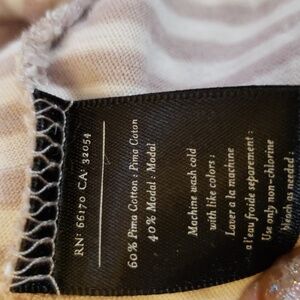 RN: 66170 CA: 32054
60% Pima Cotton : Pima Coton
40% Modal : Modal
Machine wash cold
with like colors :
Laver a la machine
a l'eau froide separement :
Use only non-chlorine
bleach as needed :